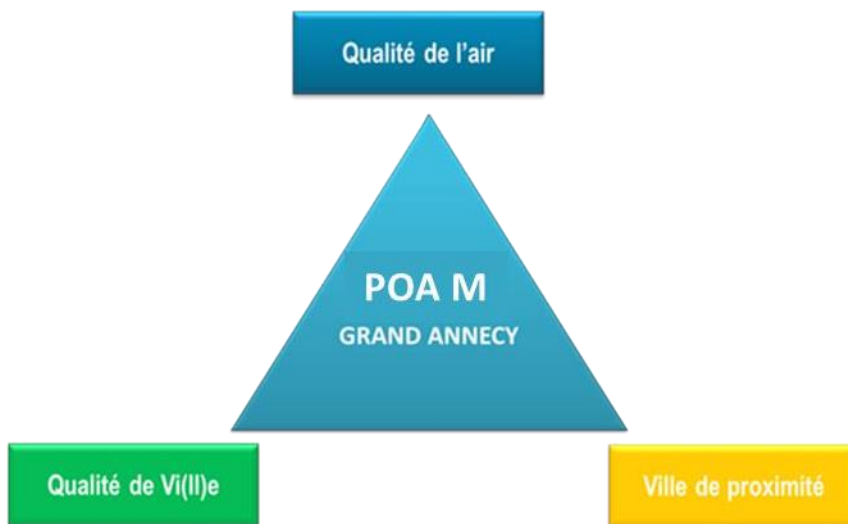 Qualité de l'air
POA M
GRAND ANNECY
Qualité de Vi(ll)e
Ville de proximité